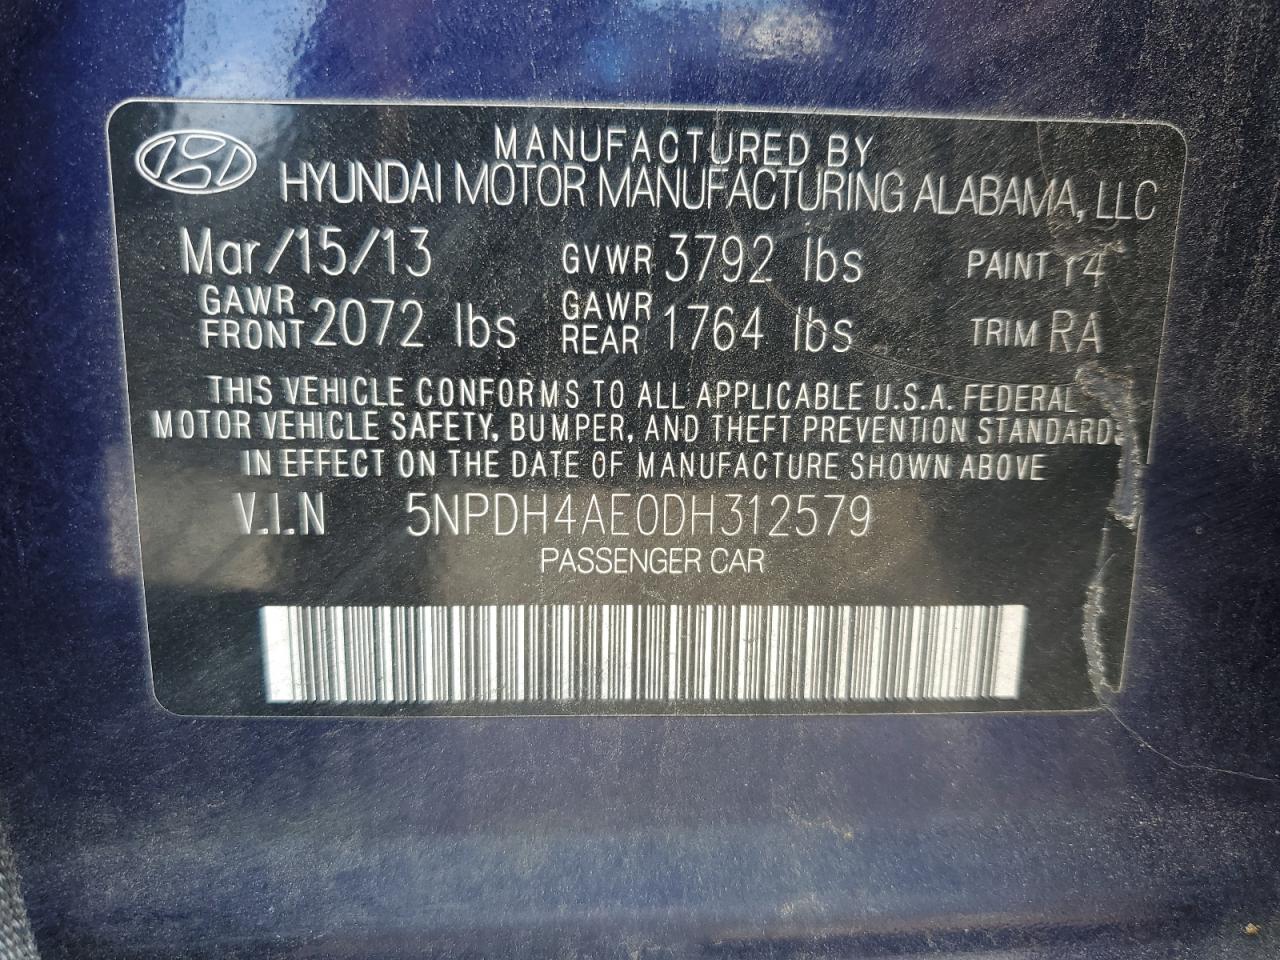 MANUFACTURED BY
HYUNDAI MOTOR MANUFACTURING ALABAMA, LLC
Mar/15/13 GVWR 3792 lbs PAINT Y4
GAWR FRONT 2072 lbs GAWR REAR 1764 lbs TRIM RA
THIS VEHICLE CONFORMS TO ALL APPLICABLE U.S.A. FEDERAL
MOTOR VEHICLE SAFETY, BUMPER, AND THEFT PREVENTION STANDARDS
IN EFFECT ON THE DATE OF MANUFACTURE SHOWN ABOVE
V.I.N 5NPDH4AE0DH312579
PASSENGER CAR